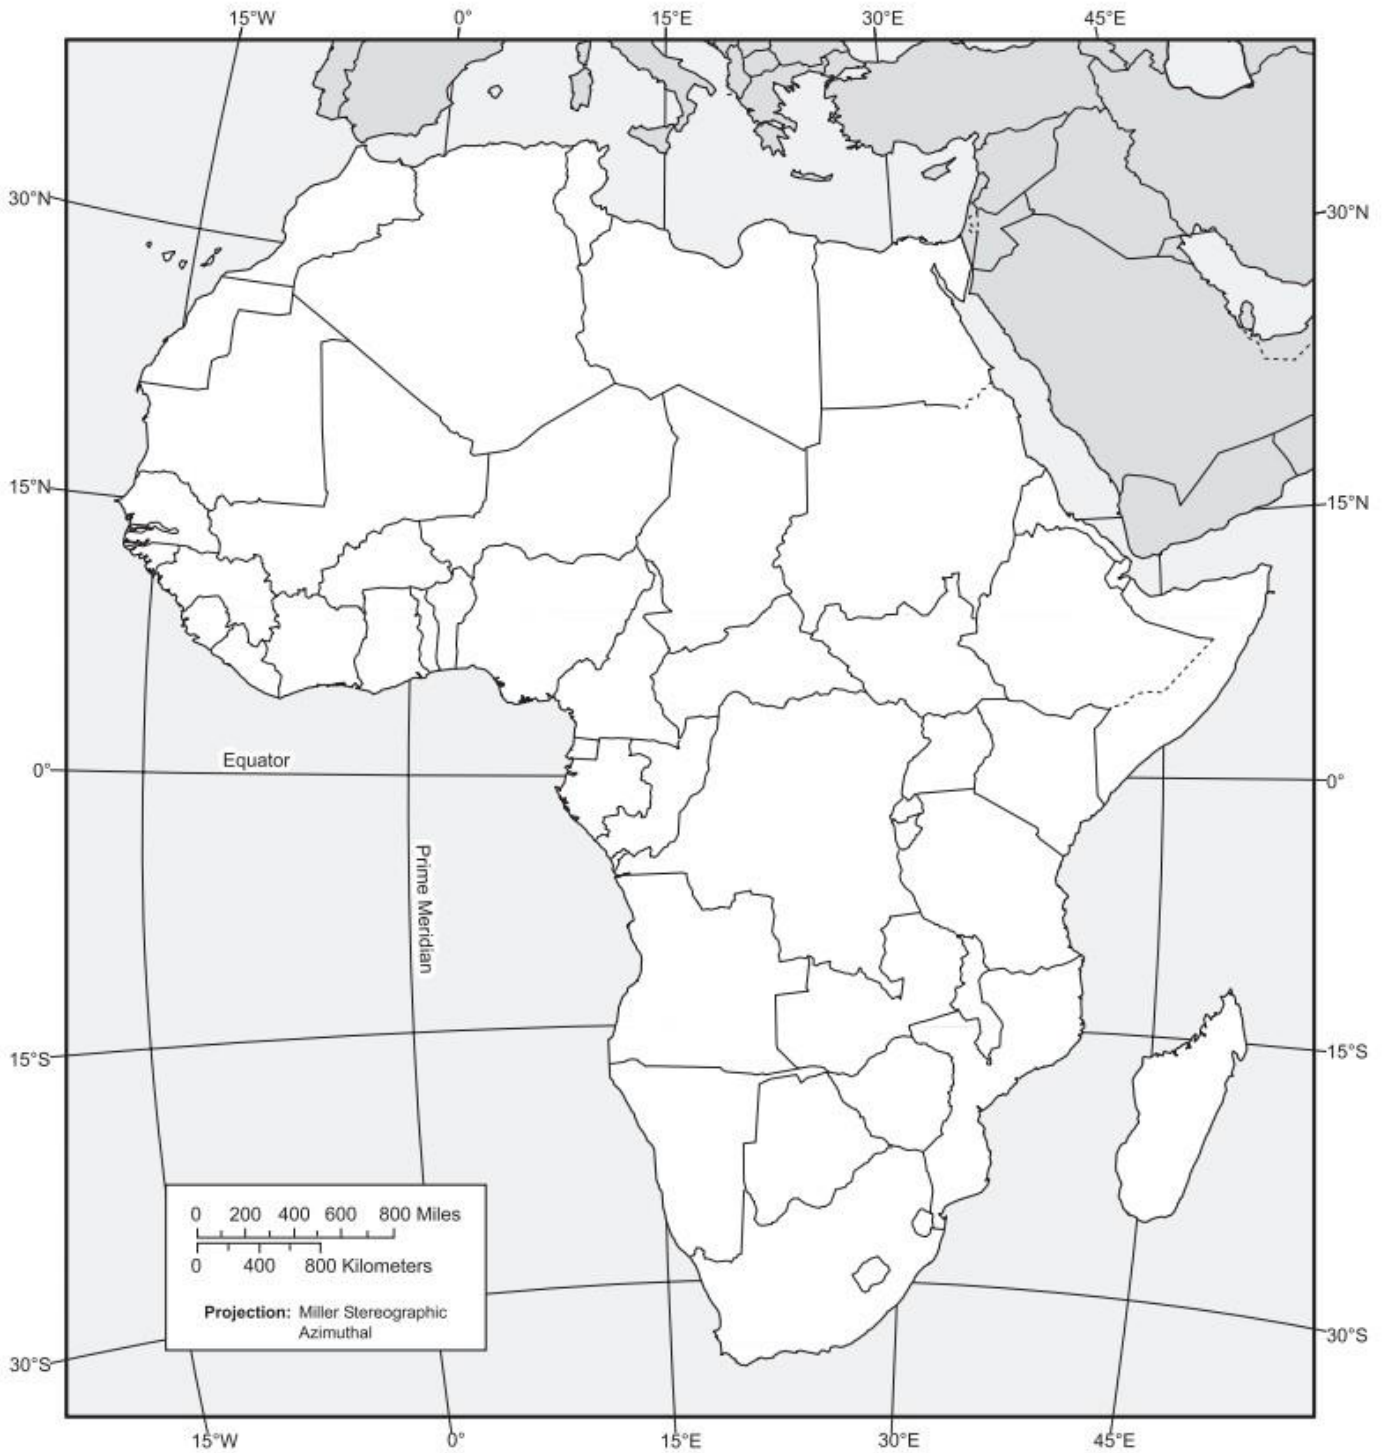 15°W 0° 15°E 30°E 45°E
30°N 30°N
15°N 15°N
Equator
0° 0°
Prime Meridian
15°S 15°S
0 200 400 600 800 Miles
0 400 800 Kilometers
Projection: Miller Stereographic
Azimuthal
30°S 30°S
15°W 0° 15°E 30°E 45°E